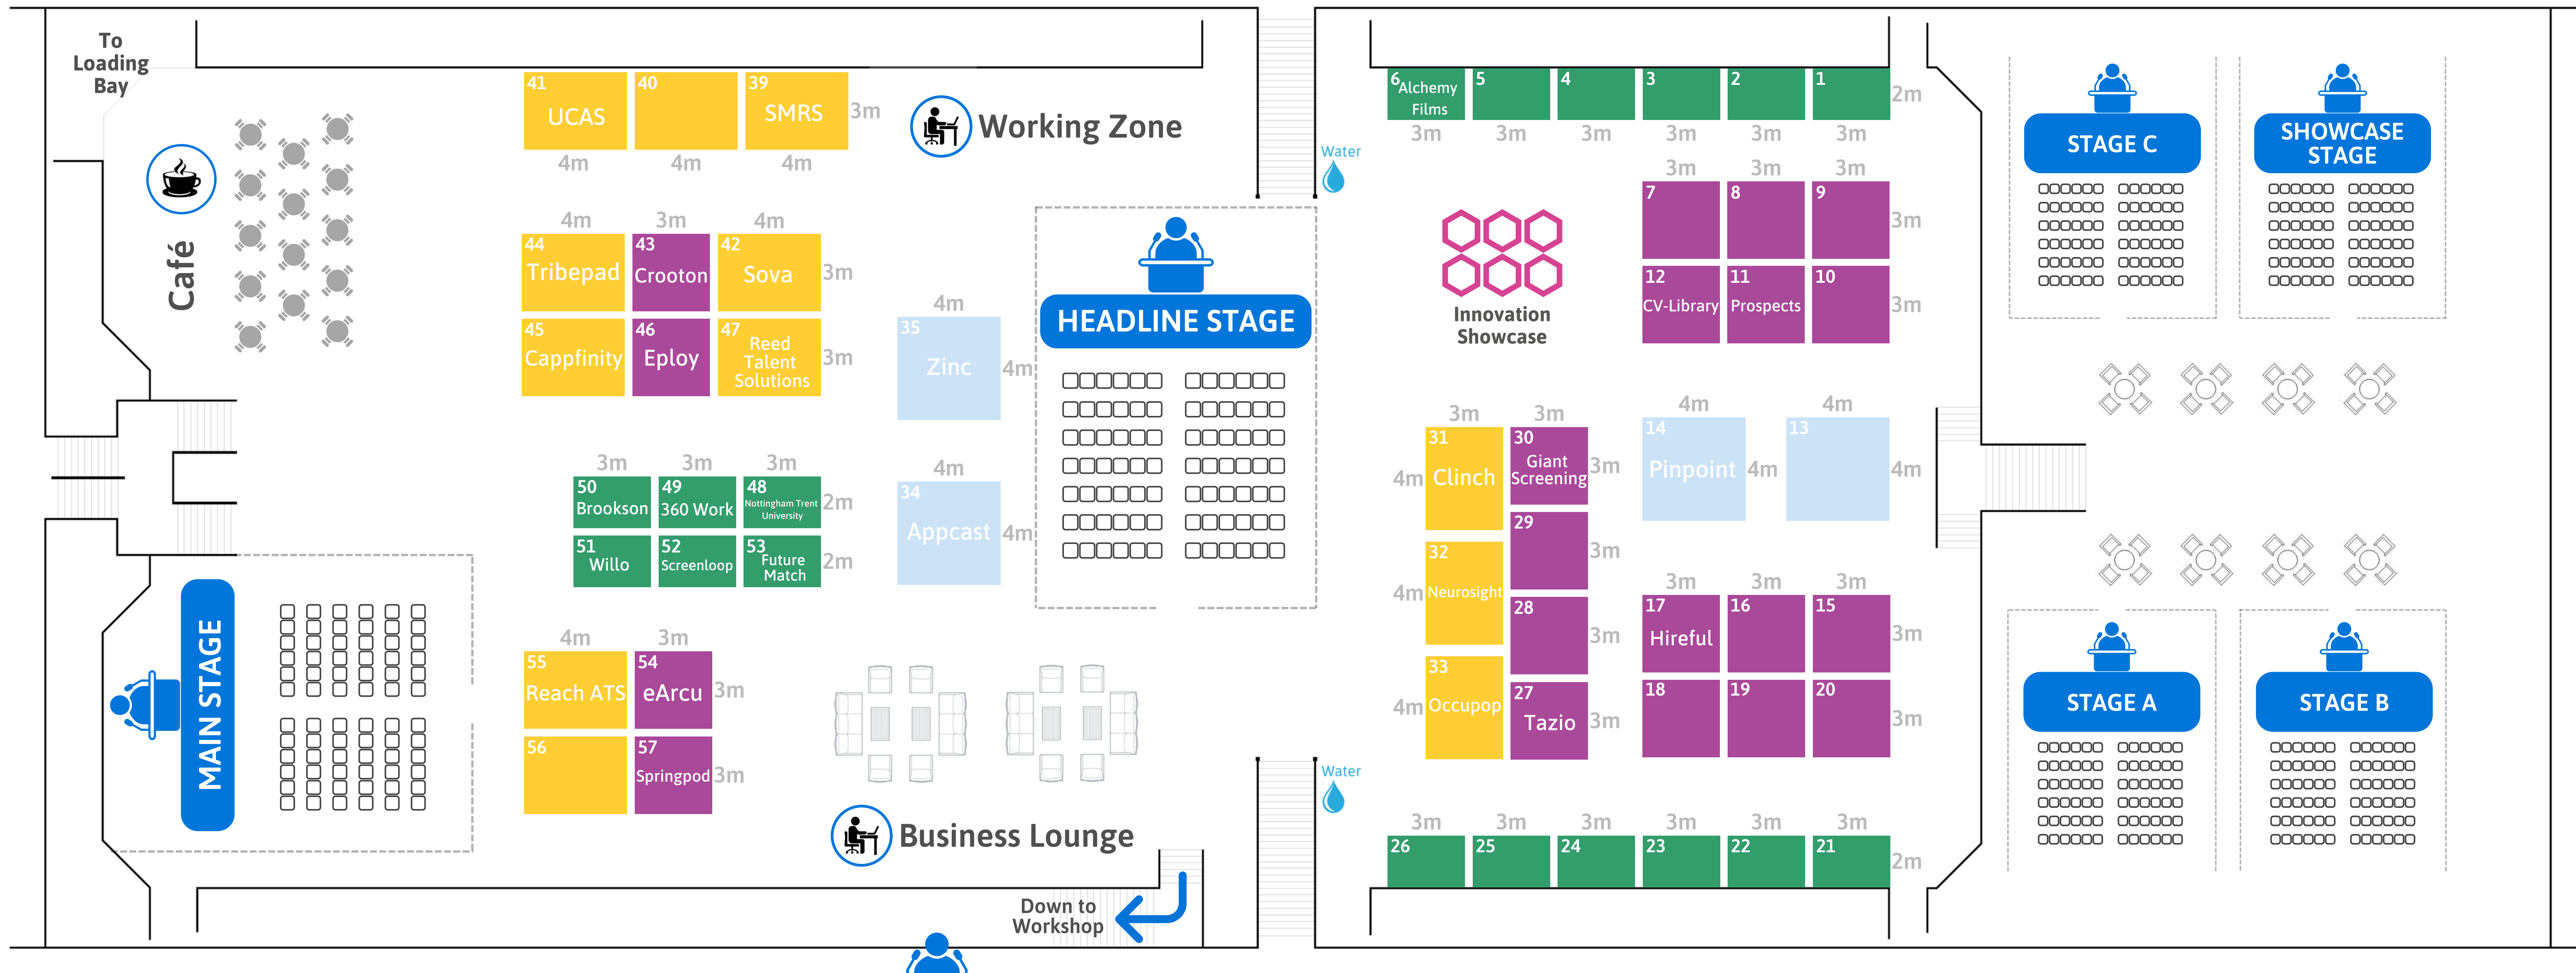 To
Loading
Bay
Café
41
UCAS
40
39
SMRS
3m
4m
4m
4m
Working Zone
4m
3m
4m
44
Tribepad
43
Crooton
42
Sova
3m
45
Cappfinity
46
Eploy
47
Reed
Talent
Solutions
3m
3m
3m
3m
50
Brookson
49
360 Work
48
Nottingham Trent
University
2m
51
Willo
52
Screenloop
53
Future
Match
2m
4m
35
Zinc
4m
4m
34
Appcast
4m
HEADLINE STAGE
MAIN STAGE
4m
3m
55
Reach ATS
54
eArcu
3m
56
57
Springpod
3m
Business Lounge
Down to
Workshop
Water
Water
6
Alchemy
Films
5
4
3
2
1
2m
3m
3m
3m
3m
3m
3m
Innovation
Showcase
3m
3m
3m
7
8
9
3m
12
CV-Library
11
Prospects
10
3m
3m
3m
31
Clinch
4m
30
Giant
Screening
3m
32
Neurosight
4m
29
3m
28
3m
33
Occupop
4m
27
Tazio
3m
4m
4m
14
Pinpoint
4m
13
4m
3m
3m
3m
17
Hireful
16
15
3m
18
19
20
3m
3m
3m
3m
3m
3m
3m
26
25
24
23
22
21
2m
STAGE C
SHOWCASE
STAGE
STAGE A
STAGE B